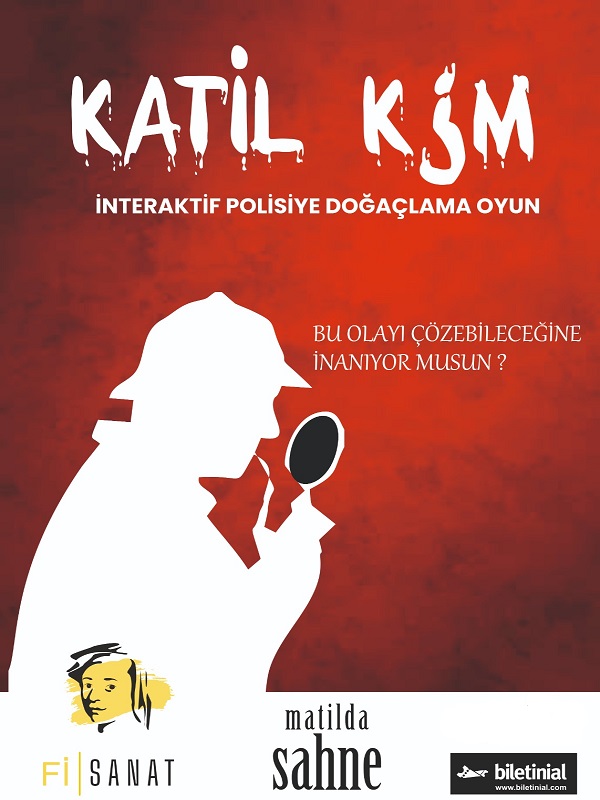 KATİL KİM
İNTERAKTİF POLİSİYE DOĞAÇLAMA OYUN
BU OLAYI ÇÖZEBİLECEĞİNE
İNANIYOR MUSUN ?
Fİ|SANAT
matilda
sahne
biletinial
www.biletinial.com